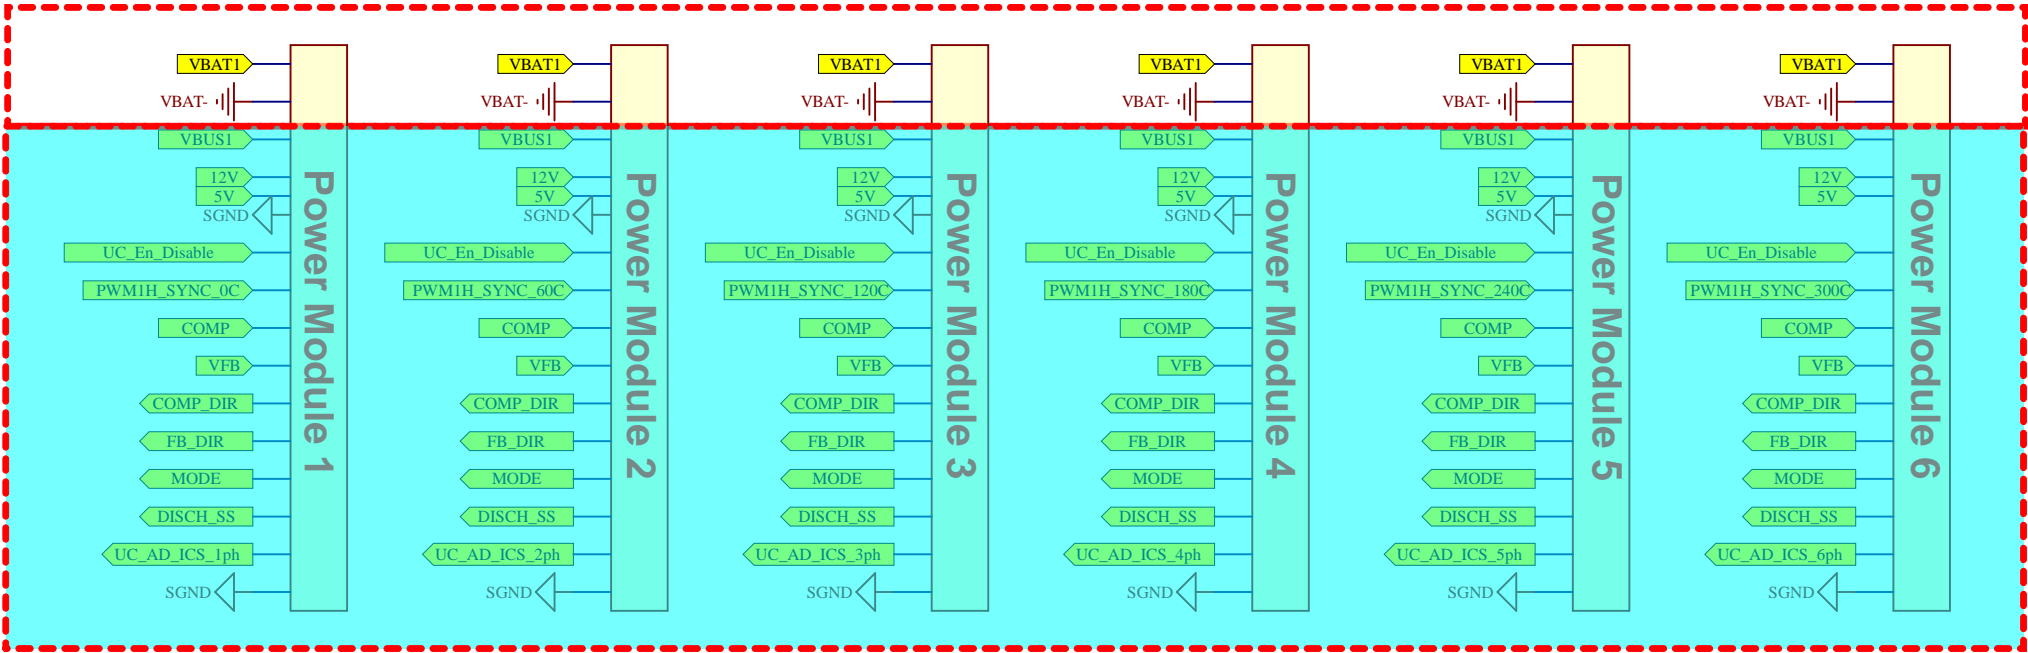 VBAT1
VBAT-
VBUS1
12V
5V
SGND
UC_En_Disable
PWM1H_SYNC_0C
COMP
VFB
COMP_DIR
FB_DIR
MODE
DISCH_SS
UC_AD_ICS_1ph
SGND
Power Module 1
VBAT1
VBAT-
VBUS1
12V
5V
SGND
UC_En_Disable
PWM1H_SYNC_60C
COMP
VFB
COMP_DIR
FB_DIR
MODE
DISCH_SS
UC_AD_ICS_2ph
SGND
Power Module 2
VBAT1
VBAT-
VBUS1
12V
5V
SGND
UC_En_Disable
PWM1H_SYNC_120C
COMP
VFB
COMP_DIR
FB_DIR
MODE
DISCH_SS
UC_AD_ICS_3ph
SGND
Power Module 3
VBAT1
VBAT-
VBUS1
12V
5V
SGND
UC_En_Disable
PWM1H_SYNC_180C
COMP
VFB
COMP_DIR
FB_DIR
MODE
DISCH_SS
UC_AD_ICS_4ph
SGND
Power Module 4
VBAT1
VBAT-
VBUS1
12V
5V
SGND
UC_En_Disable
PWM1H_SYNC_240C
COMP
VFB
COMP_DIR
FB_DIR
MODE
DISCH_SS
UC_AD_ICS_5ph
SGND
Power Module 5
VBAT1
VBAT-
VBUS1
12V
5V
UC_En_Disable
PWM1H_SYNC_300C
COMP
VFB
COMP_DIR
FB_DIR
MODE
DISCH_SS
UC_AD_ICS_6ph
SGND
Power Module 6